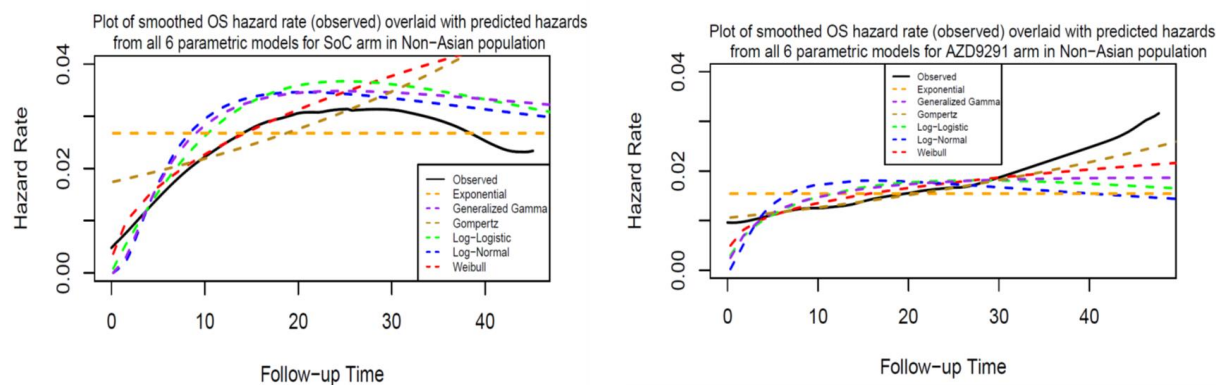 Plot of smoothed OS hazard rate (observed) overlaid with predicted hazards
from all 6 parametric models for SoC arm in Non−Asian population
Hazard Rate
0.04
0.02
0.00
Observed
Exponential
Generalized Gamma
Gompertz
Log−Logistic
Log−Normal
Weibull
0 10 20 30 40
Follow−up Time
Plot of smoothed OS hazard rate (observed) overlaid with predicted hazards
from all 6 parametric models for AZD9291 arm in Non−Asian population
Hazard Rate
0.04
0.02
0.00
Observed
Exponential
Generalized Gamma
Gompertz
Log−Logistic
Log−Normal
Weibull
0 10 20 30 40
Follow−up Time